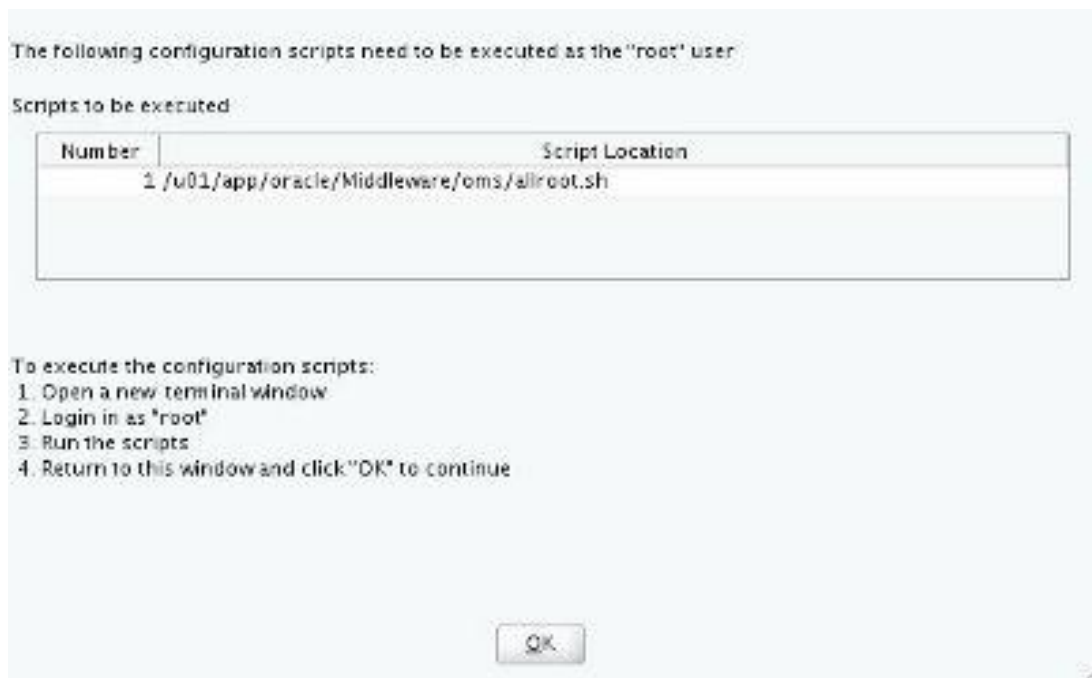 The following configuration scripts need to be executed as the "root" user
Scripts to be executed
Number Script Location
1 /u01/app/oracle/Middleware/oms/allroot.sh
To execute the configuration scripts:
1. Open a new terminal window
2. Login in as "root"
3. Run the scripts
4. Return to this window and click "OK" to continue
OK